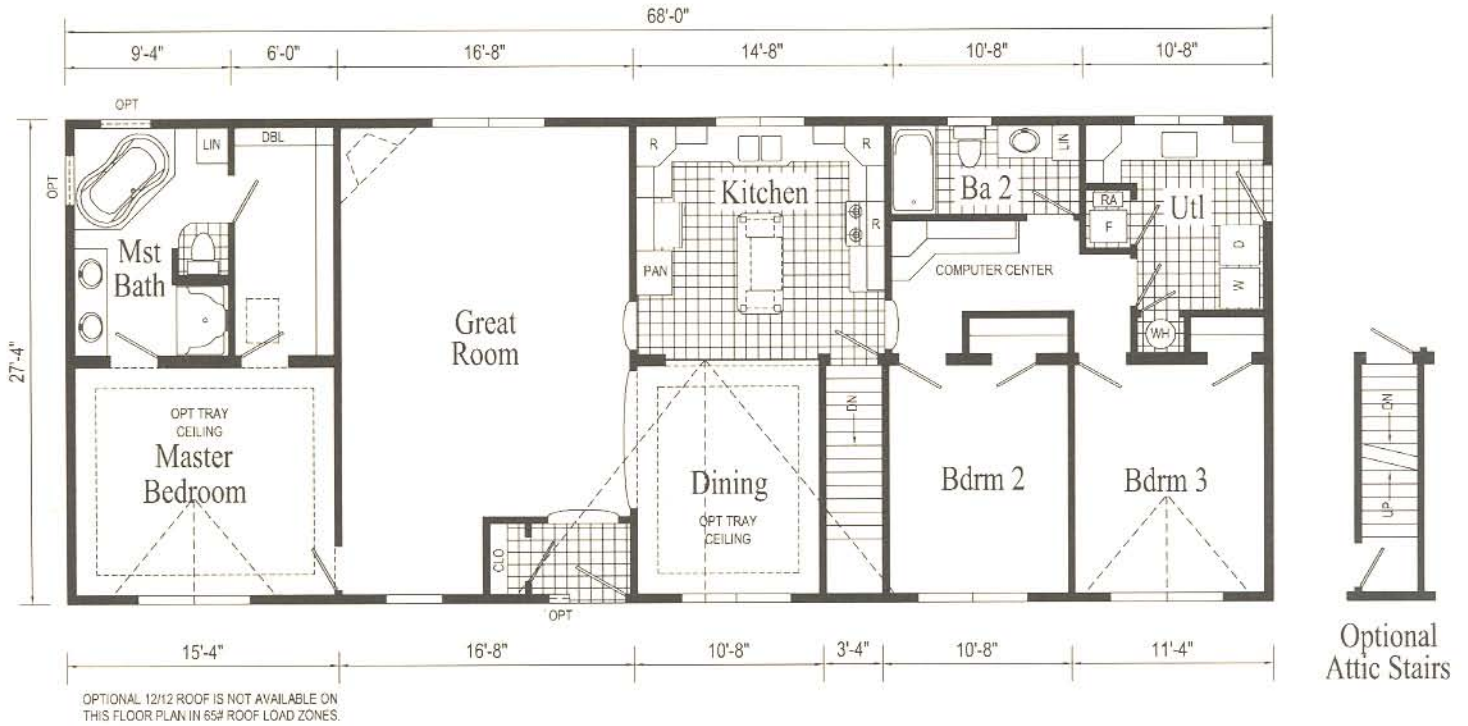 68'-0"
9'-4"
6'-0"
16'-8"
14'-8"
10'-8"
10'-8"
27'-4"
OPT
OPT
LIN
DBL
Mst
Bath
Great
Room
R
R
Kitchen
R
PAN
Ba 2
LIN
RA
F
Utl
D
W
COMPUTER CENTER
WH
OPT TRAY
CEILING
Master
Bedroom
CLO
OPT
Dining
OPT TRAY
CEILING
DN
Bdrm 2
Bdrm 3
DN
UP
Optional
Attic Stairs
15'-4"
16'-8"
10'-8"
3'-4"
10'-8"
11'-4"
OPTIONAL 12/12 ROOF IS NOT AVAILABLE ON
THIS FLOOR PLAN IN 65# ROOF LOAD ZONES.